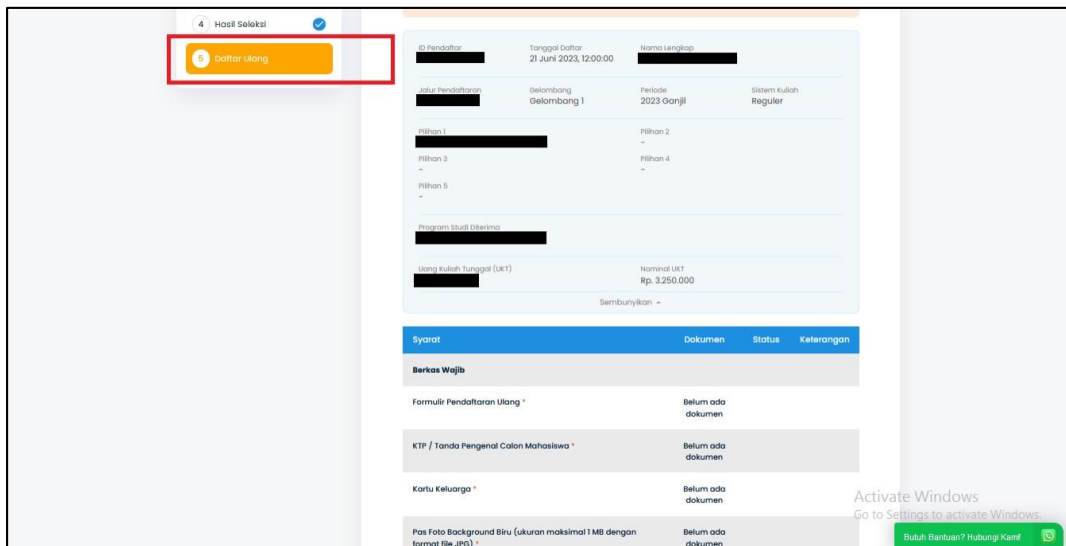 4 Hasil Seleksi
5 Daftar Ulang
ID Pendaftar Tanggal Daftar Nama Lengkap
21 Juni 2023, 12:00:00
Jalur Pendaftaran Gelombang Periode Sistem Kuliah
Gelombang 1 2023 Ganjil Reguler
Pilihan 1 Pilihan 2
-
Pilihan 3 Pilihan 4
- -
Pilihan 5
-
Program Studi Diterima
Uang Kuliah Tunggal (UKT) Nominal UKT
Rp. 3.250.000
Sembunyikan
Syarat Dokumen Status Keterangan
Berkas Wajib
Formulir Pendaftaran Ulang * Belum ada
dokumen
KTP / Tanda Pengenal Calon Mahasiswa * Belum ada
dokumen
Kartu Keluarga * Belum ada
dokumen
Pas Foto Background Biru (ukuran maksimal 1 MB dengan Belum ada
format file JPG) * dokumen
Activate Windows
Go to Settings to activate Windows.
Butuh Bantuan? Hubungi Kami!